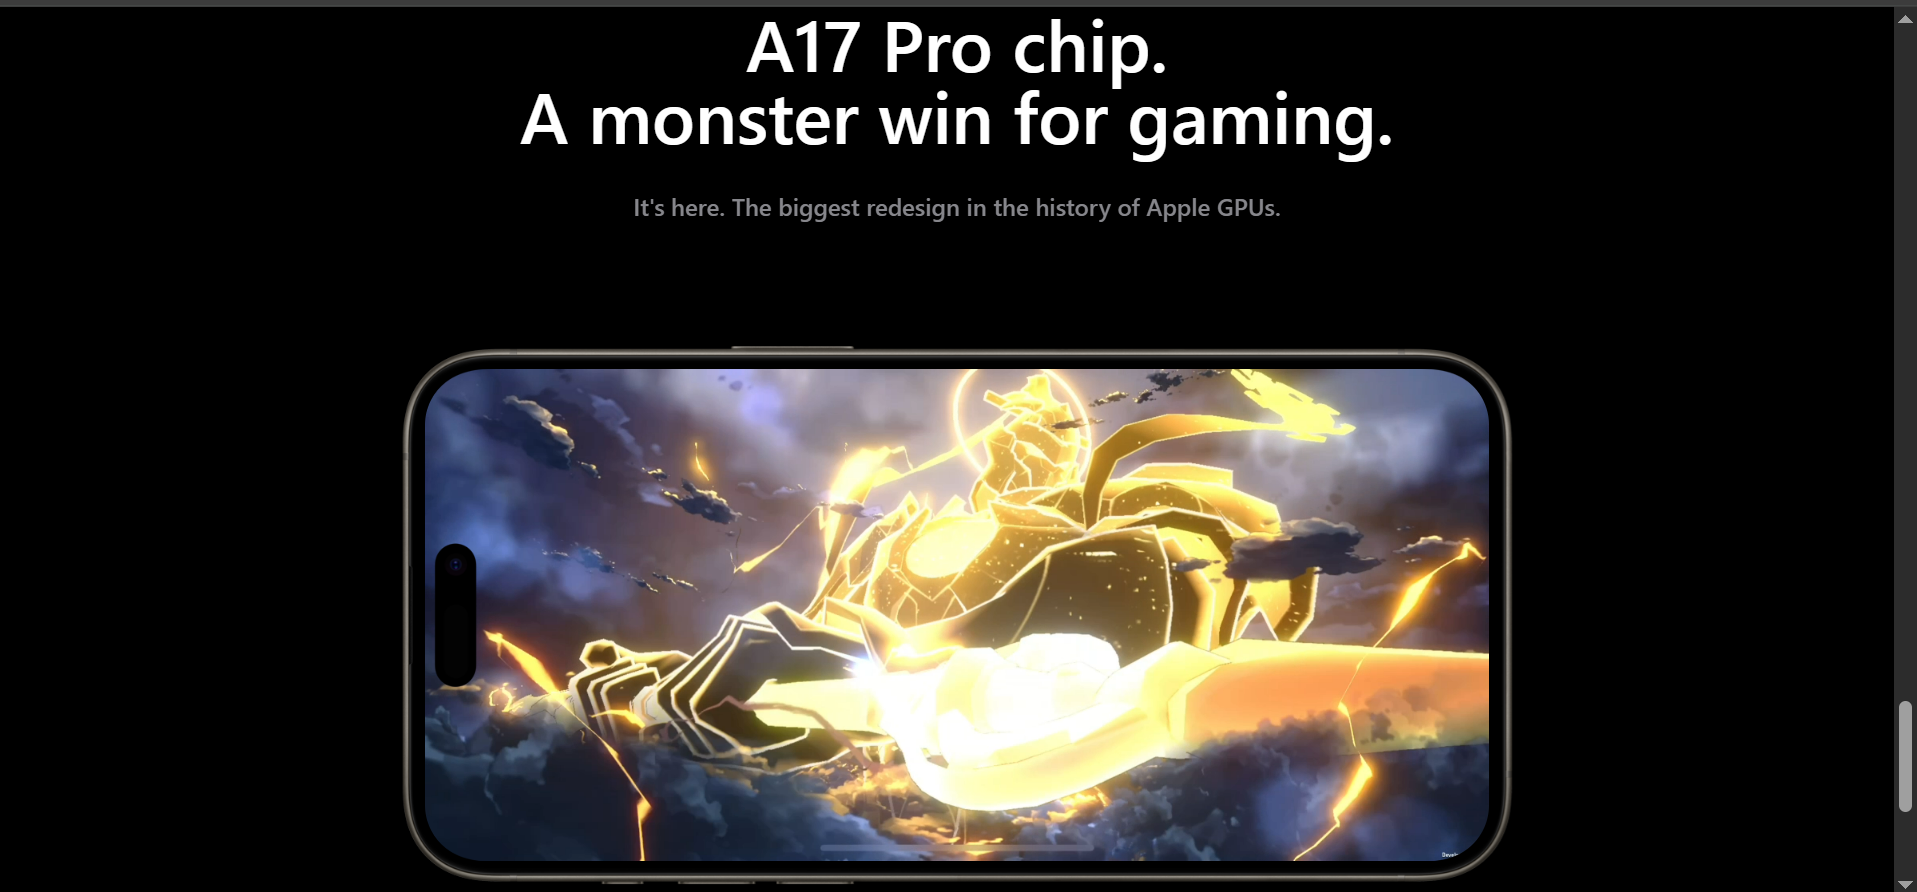 A17 Pro chip.
A monster win for gaming.
It's here. The biggest redesign in the history of Apple GPUs.